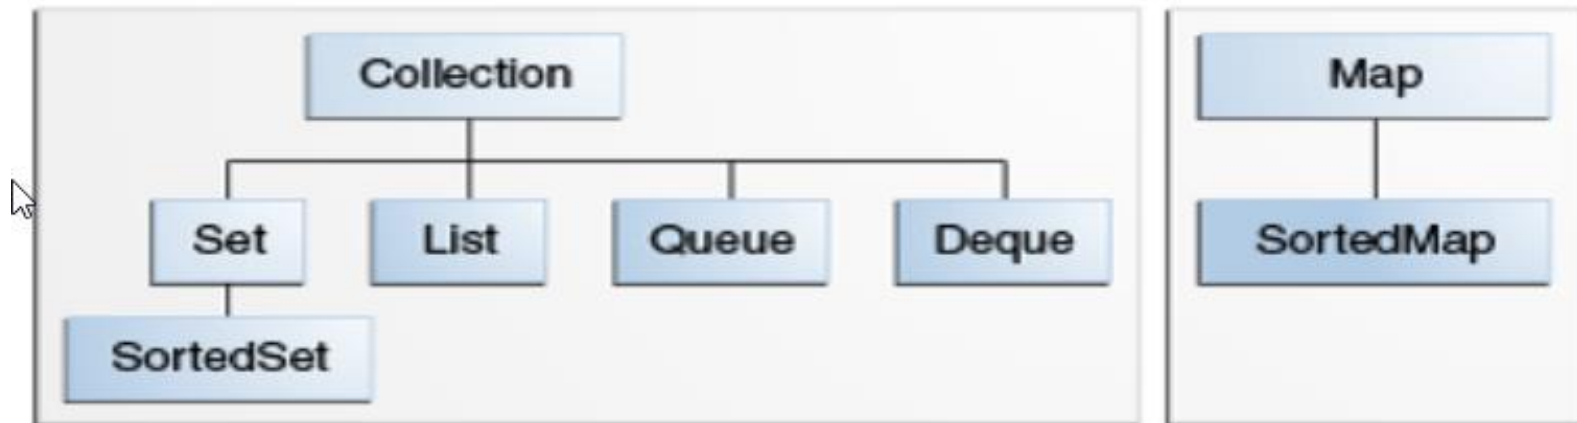 Collection
Map
Set
List
Queue
Deque
SortedMap
SortedSet